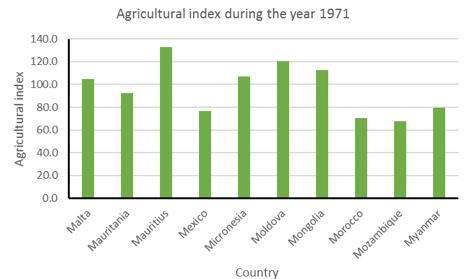 Agricultural index during the year 1971
Agricultural index
140.0
120.0
100.0
80.0
60.0
40.0
20.0
0.0
Malta
Mauritania
Mauritius
Mexico
Micronesia
Moldova
Mongolia
Morocco
Mozambique
Myanmar
Country